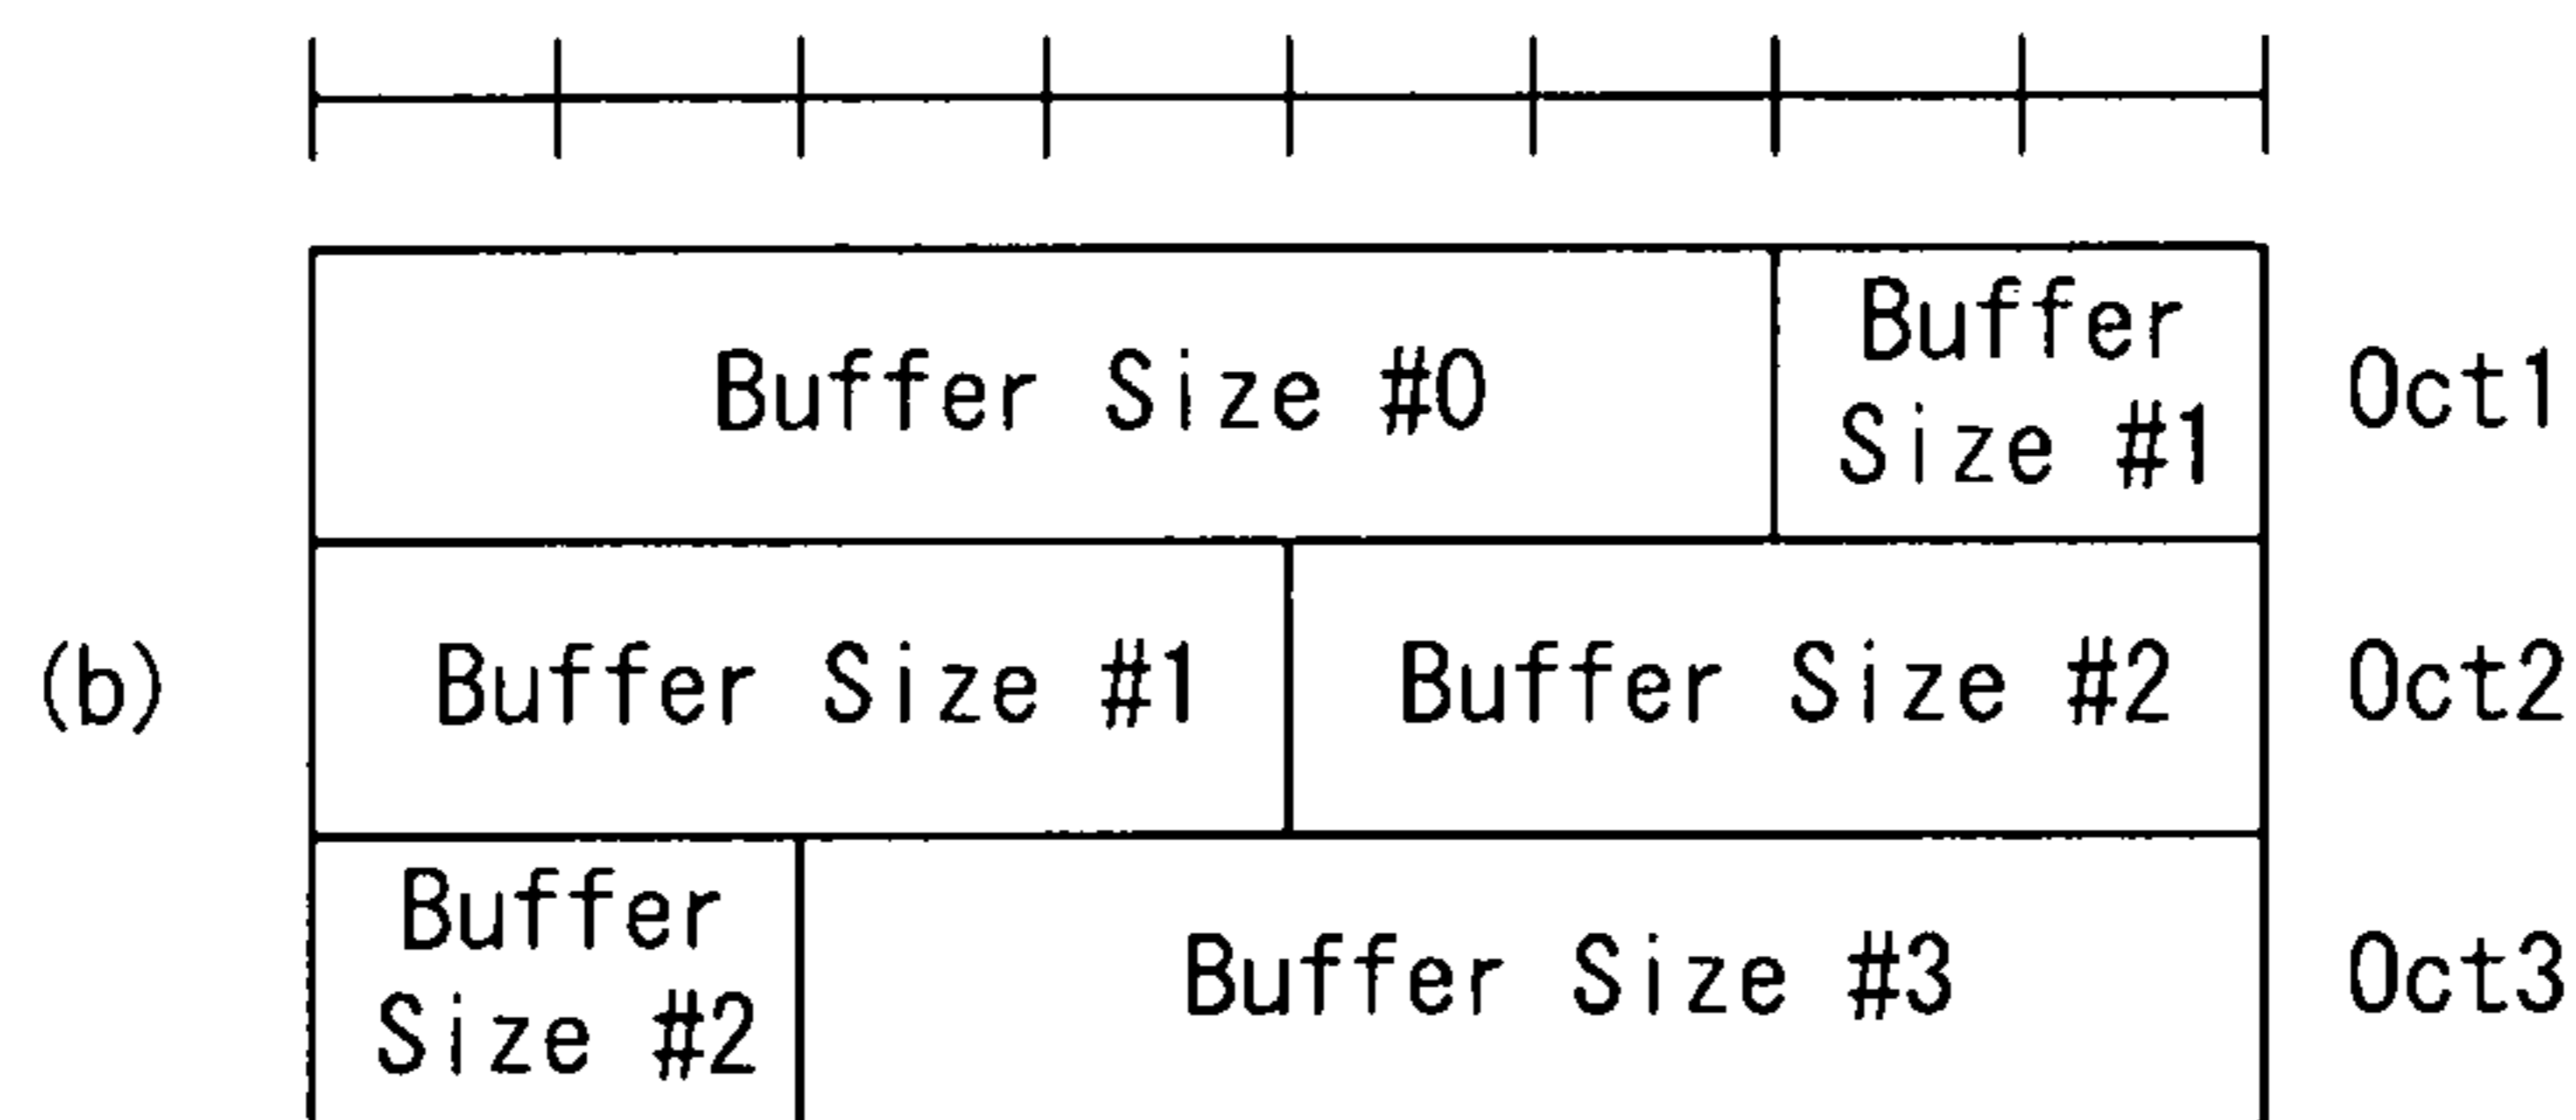 Buffer Size #0
Buffer
Size #1
Oct1
(b)
Buffer Size #1
Buffer Size #2
Oct2
Buffer
Size #2
Buffer Size #3
Oct3